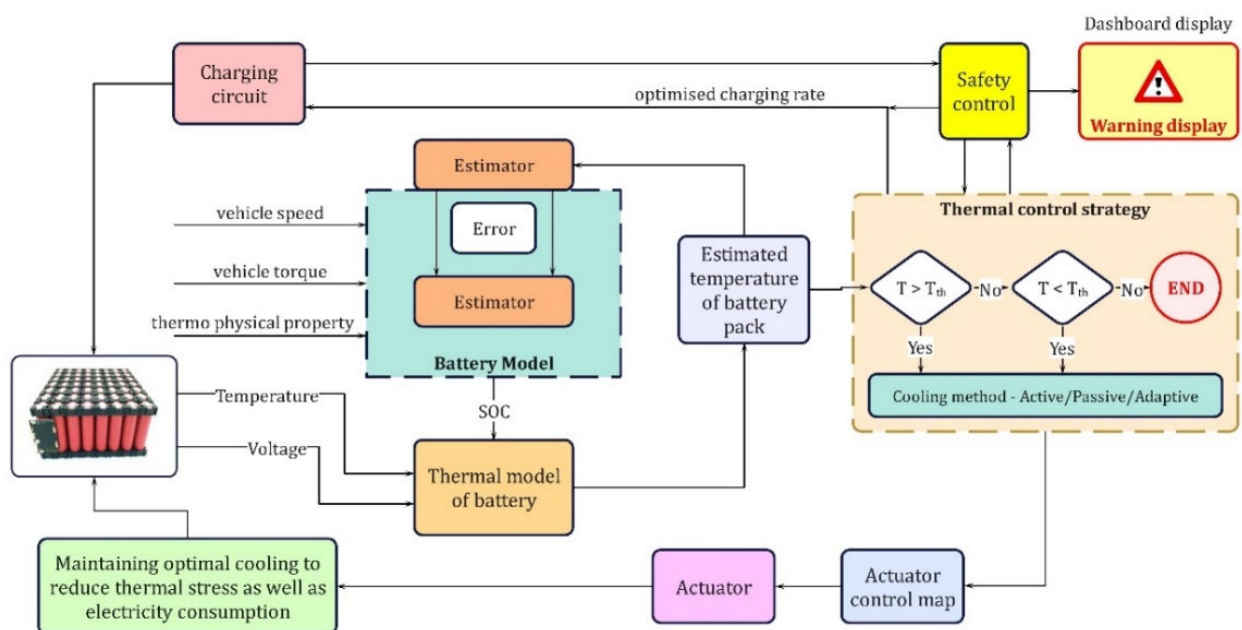 Dashboard display
Charging
circuit
optimised charging rate
Safety
control
Warning display
Estimator
vehicle speed
Error
vehicle torque
Estimator
thermo physical property
Battery Model
Estimated
temperature
of battery
pack
Thermal control strategy
T > Tth
No
T < Tth
No
END
Yes
Yes
Cooling method - Active/Passive/Adaptive
Temperature
SOC
Voltage
Thermal model
of battery
Maintaining optimal cooling to
reduce thermal stress as well as
electricity consumption
Actuator
Actuator
control map